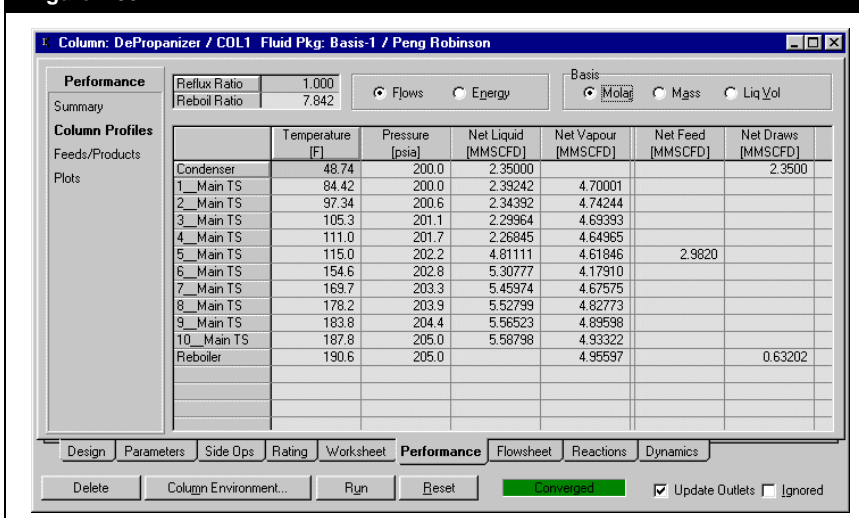 Column: DePropanizer / COL1 Fluid Pkg: Basis-1 / Peng Robinson
Performance
Summary
Column Profiles
Feeds/Products
Plots
Reflux Ratio 1.000
Reboil Ratio 7.842
Flows Energy
Basis
Molar Mass Liq Vol
Temperature [F] Pressure [psia] Net Liquid [MMSCFD] Net Vapour [MMSCFD] Net Feed [MMSCFD] Net Draws [MMSCFD]
Condenser 48.74 200.0 2.35000 2.3500
1__Main TS 84.42 200.0 2.39242 4.70001
2__Main TS 97.34 200.6 2.34392 4.74244
3__Main TS 105.3 201.1 2.29964 4.69393
4__Main TS 111.0 201.7 2.26845 4.64965
5__Main TS 115.0 202.2 4.81111 4.61846 2.9820
6__Main TS 154.6 202.8 5.30777 4.17910
7__Main TS 169.7 203.3 5.45974 4.67575
8__Main TS 178.2 203.9 5.52799 4.82773
9__Main TS 183.8 204.4 5.56523 4.89598
10__Main TS 187.8 205.0 5.58798 4.93322
Reboiler 190.6 205.0 4.95597 0.63202
Design Parameters Side Ops Rating Worksheet Performance Flowsheet Reactions Dynamics
Delete Column Environment... Run Reset Converged Update Outlets Ignored